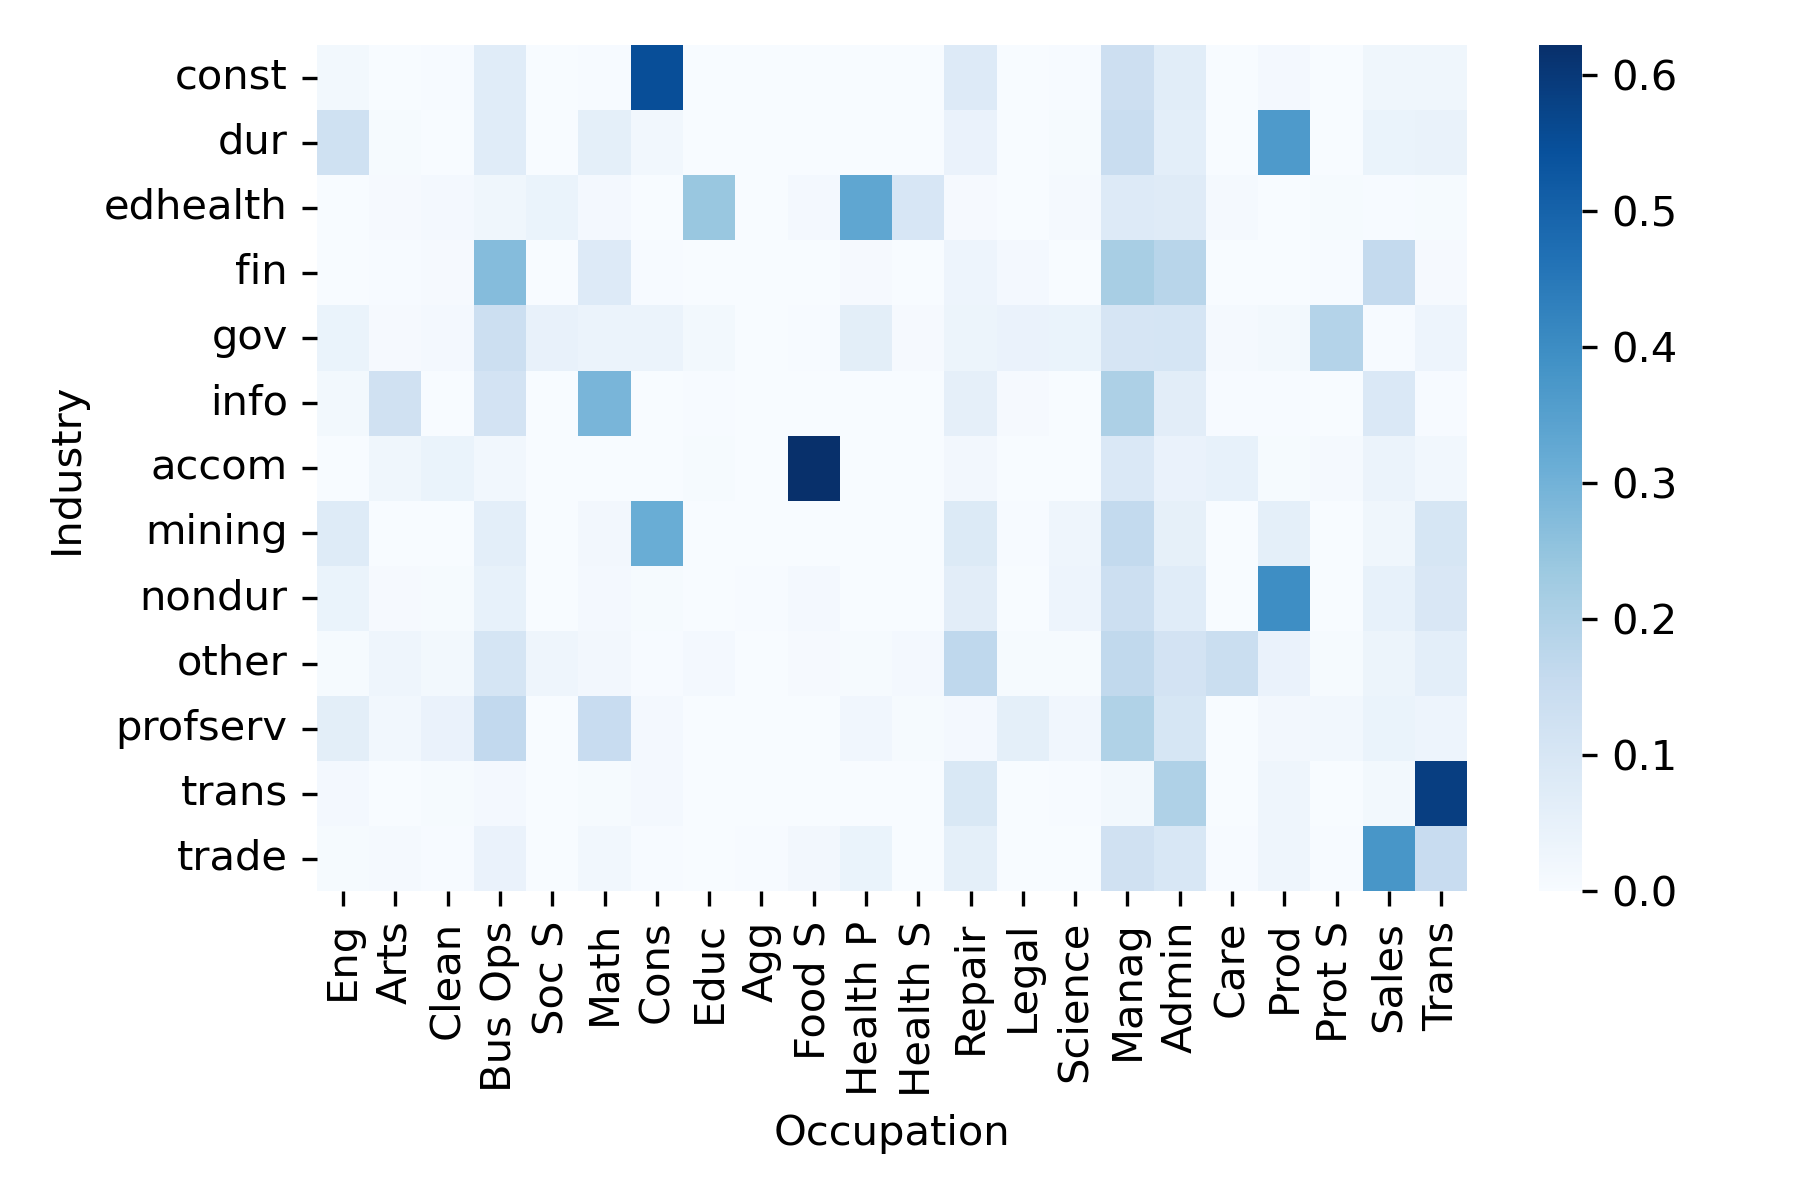 Industry
const
dur
edhealth
fin
gov
info
accom
mining
nondur
other
profserv
trans
trade
Eng
Arts
Clean
Bus Ops
Soc S
Math
Cons
Educ
Agg
Food S
Health P
Health S
Repair
Legal
Science
Manag
Admin
Care
Prod
Prot S
Sales
Trans
Occupation
0.6
0.5
0.4
0.3
0.2
0.1
0.0